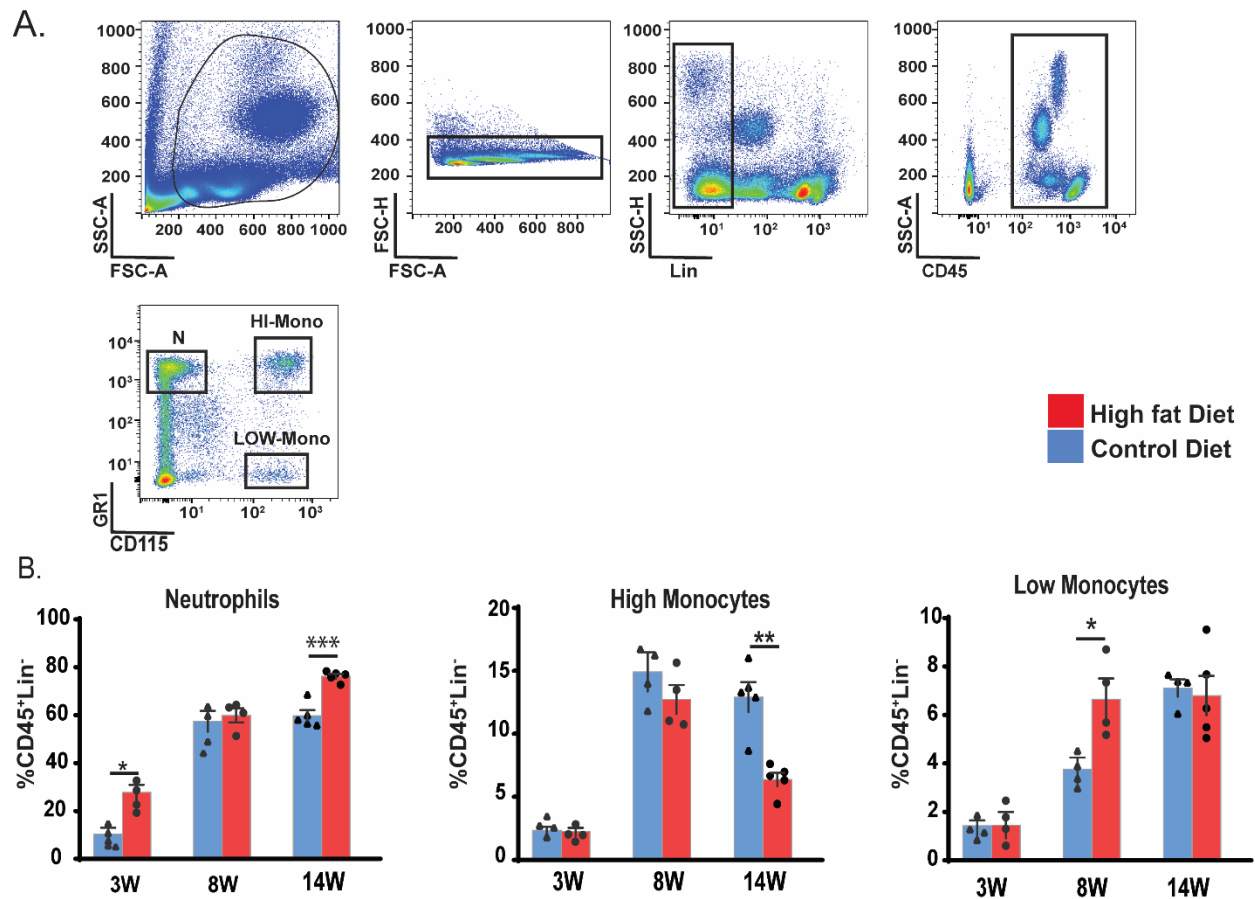 A.
1000
800
600
400
200
0
SSC-A
200 400 600 800 1000
FSC-A
1000
800
600
400
200
0
FSC-H
200 400 600 800
FSC-A
1000
800
600
400
200
0
SSC-H
10¹ 10² 10³
Lin
1000
800
600
400
200
0
SSC-A
10¹ 10² 10³ 10⁴
CD45
N
HI-Mono
LOW-Mono
10⁴
10³
10²
10¹
GR1
10¹ 10² 10³
CD115
High fat Diet
Control Diet
B.
Neutrophils
%CD45⁺Lin⁻
100
80
60
40
20
0
*
***
3W 8W 14W
High Monocytes
%CD45⁺Lin⁻
20
15
10
5
0
**
3W 8W 14W
Low Monocytes
%CD45⁺Lin⁻
10
8
6
4
2
0
*
3W 8W 14W